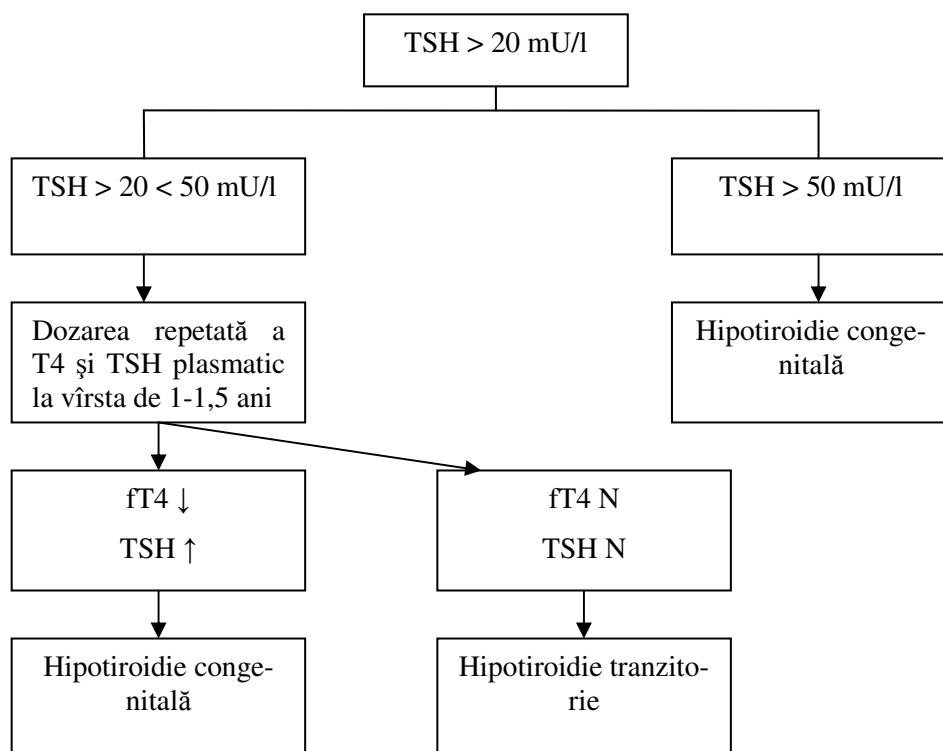 TSH > 20 mU/l
TSH > 20 < 50 mU/l
TSH > 50 mU/l
Dozarea repetată a
T4 şi TSH plasmatic
la vîrsta de 1-1,5 ani
Hipotiroidie conge-
nitală
fT4 ↓
TSH ↑
fT4 N
TSH N
Hipotiroidie conge-
nitală
Hipotiroidie tranzito-
rie